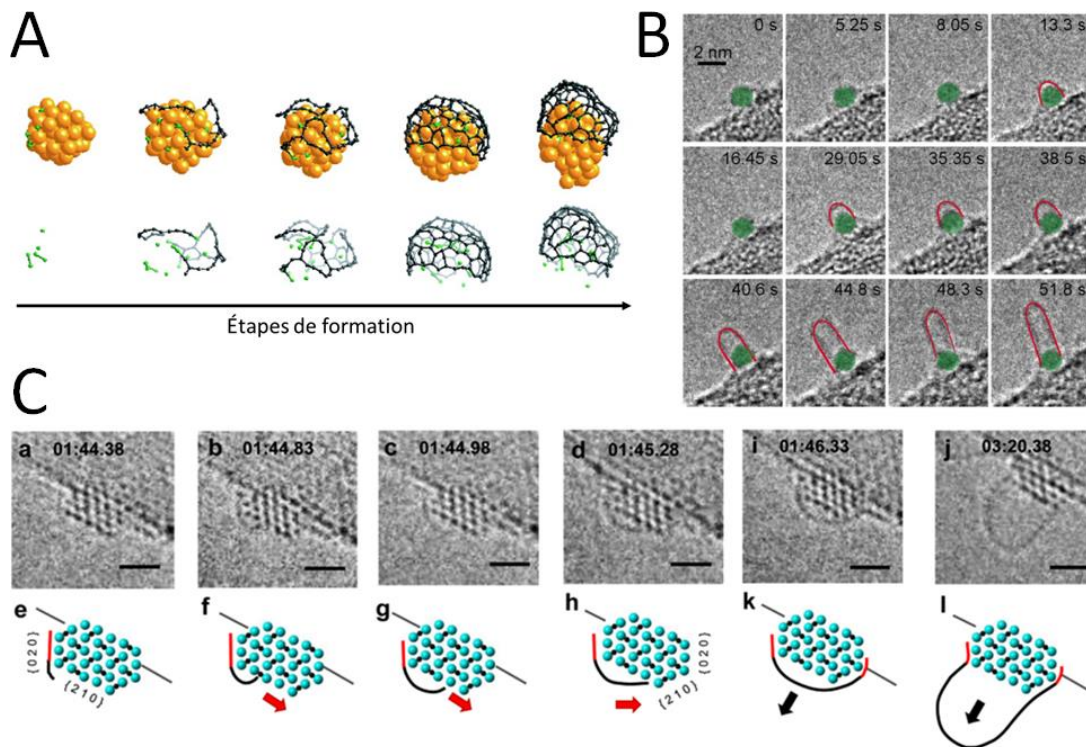 A
Étapes de formation
B
0 s
5.25 s
8.05 s
13.3 s
2 nm
16.45 s
29.05 s
35.35 s
38.5 s
40.6 s
44.8 s
48.3 s
51.8 s
C
a 01:44.38
b 01:44.83
c 01:44.98
d 01:45.28
i 01:46.33
j 03:20.38
e
f
g
h
k
l
{020}
{210}
{020}
{210}